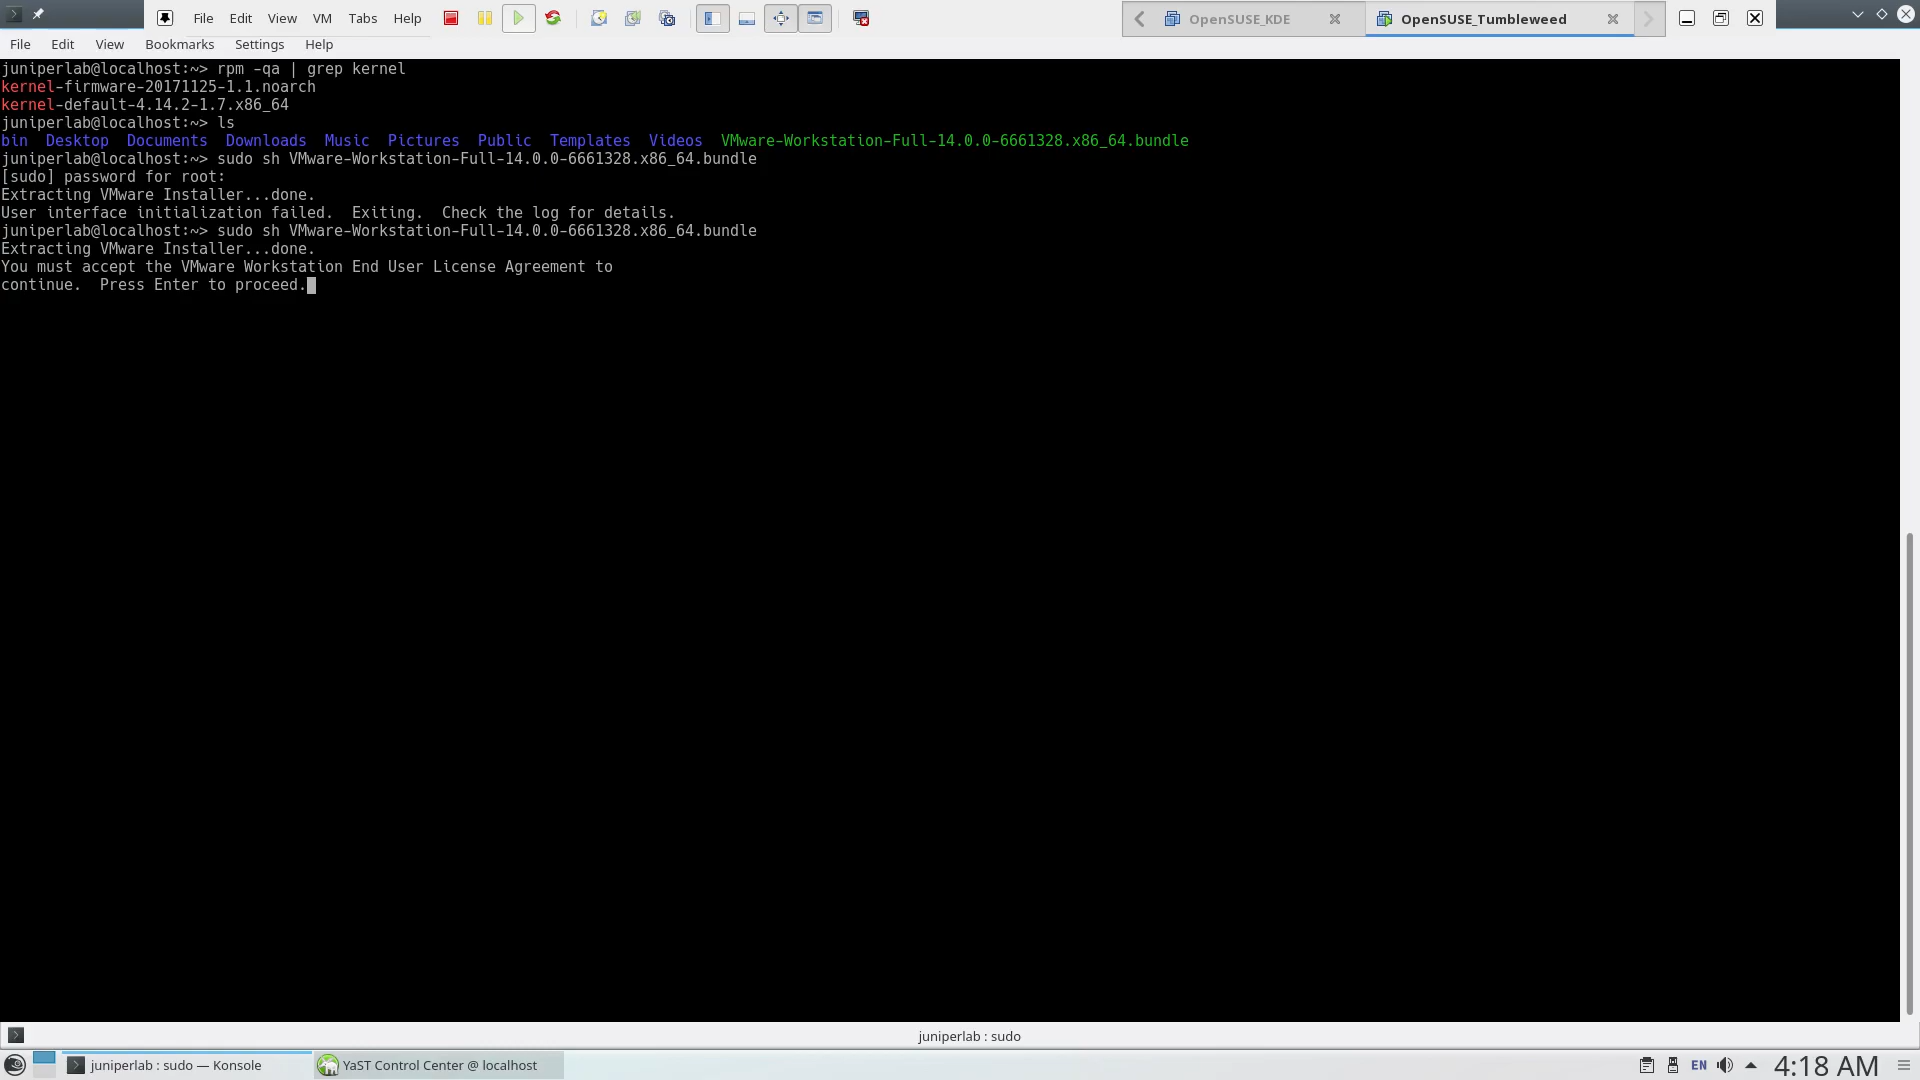 File Edit View VM Tabs Help OpenSUSE_KDE OpenSUSE_Tumbleweed
File Edit View Bookmarks Settings Help
juniperlab@localhost:~> rpm -qa | grep kernel
kernel-firmware-20171125-1.1.noarch
kernel-default-4.14.2-1.7.x86_64
juniperlab@localhost:~> ls
bin Desktop Documents Downloads Music Pictures Public Templates Videos VMware-Workstation-Full-14.0.0-6661328.x86_64.bundle
juniperlab@localhost:~> sudo sh VMware-Workstation-Full-14.0.0-6661328.x86_64.bundle
[sudo] password for root:
Extracting VMware Installer...done.
User interface initialization failed.  Exiting.  Check the log for details.
juniperlab@localhost:~> sudo sh VMware-Workstation-Full-14.0.0-6661328.x86_64.bundle
Extracting VMware Installer...done.
You must accept the VMware Workstation End User License Agreement to
continue.  Press Enter to proceed.
juniperlab : sudo
juniperlab : sudo — Konsole YaST Control Center @ localhost EN 4:18 AM